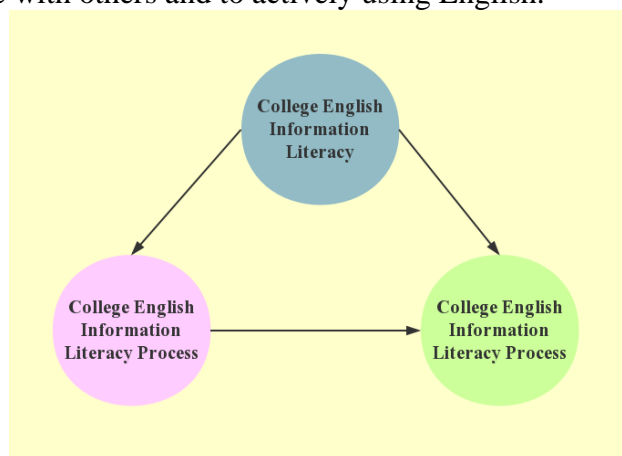 with others and to actively using English.
College English
Information
Literacy
College English
Information
Literacy Process
College English
Information
Literacy Process